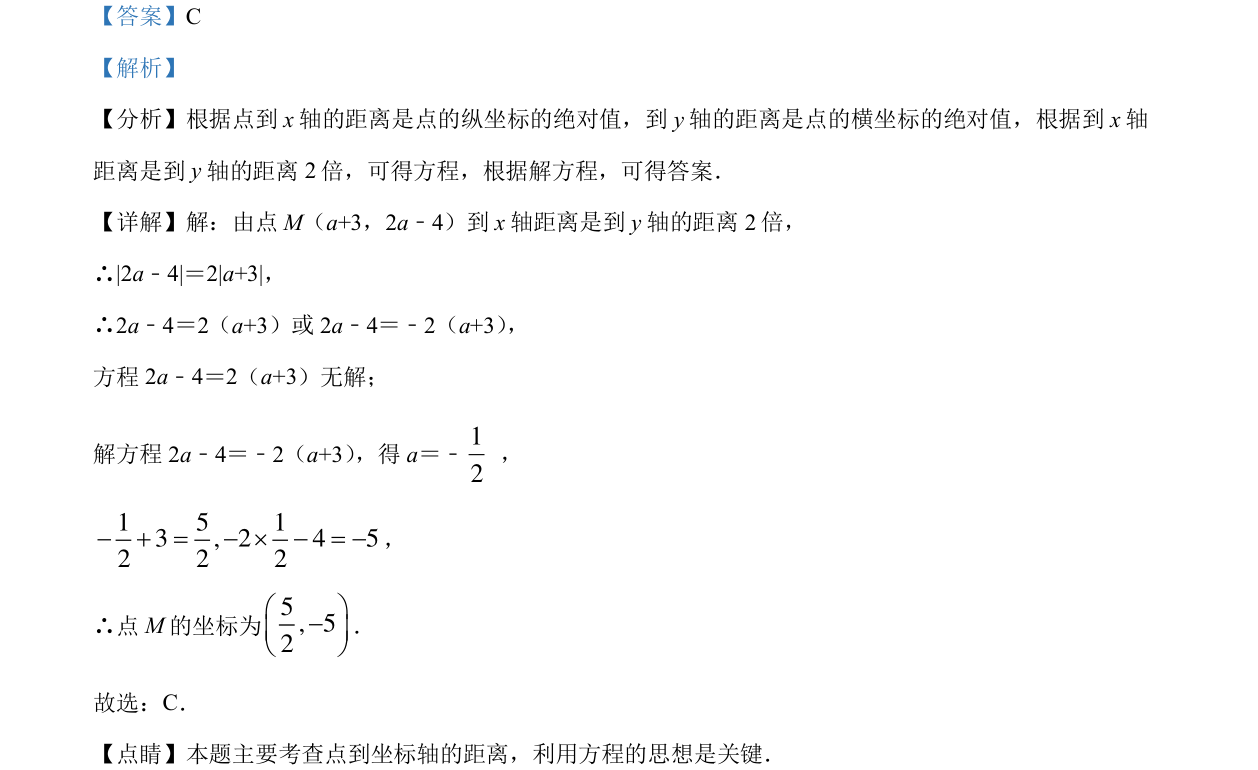 【答案】C
【解析】
【分析】根据点到 x 轴的距离是点的纵坐标的绝对值，到 y 轴的距离是点的横坐标的绝对值，根据到 x 轴
距离是到 y 轴的距离 2 倍，可得方程，根据解方程，可得答案．
【详解】解：由点 M（a+3，2a﹣4）到 x 轴距离是到 y 轴的距离 2 倍，
∴|2a﹣4|＝2|a+3|，
∴2a﹣4＝2（a+3）或 2a﹣4＝﹣2（a+3），
方程 2a﹣4＝2（a+3）无解；
解方程 2a﹣4＝﹣2（a+3），得 a＝﹣1/2，
−1/2+3=5/2,−2×1/2−4=−5，
∴点 M 的坐标为(5/2,−5)．
故选：C．
【点睛】本题主要考查点到坐标轴的距离，利用方程的思想是关键．